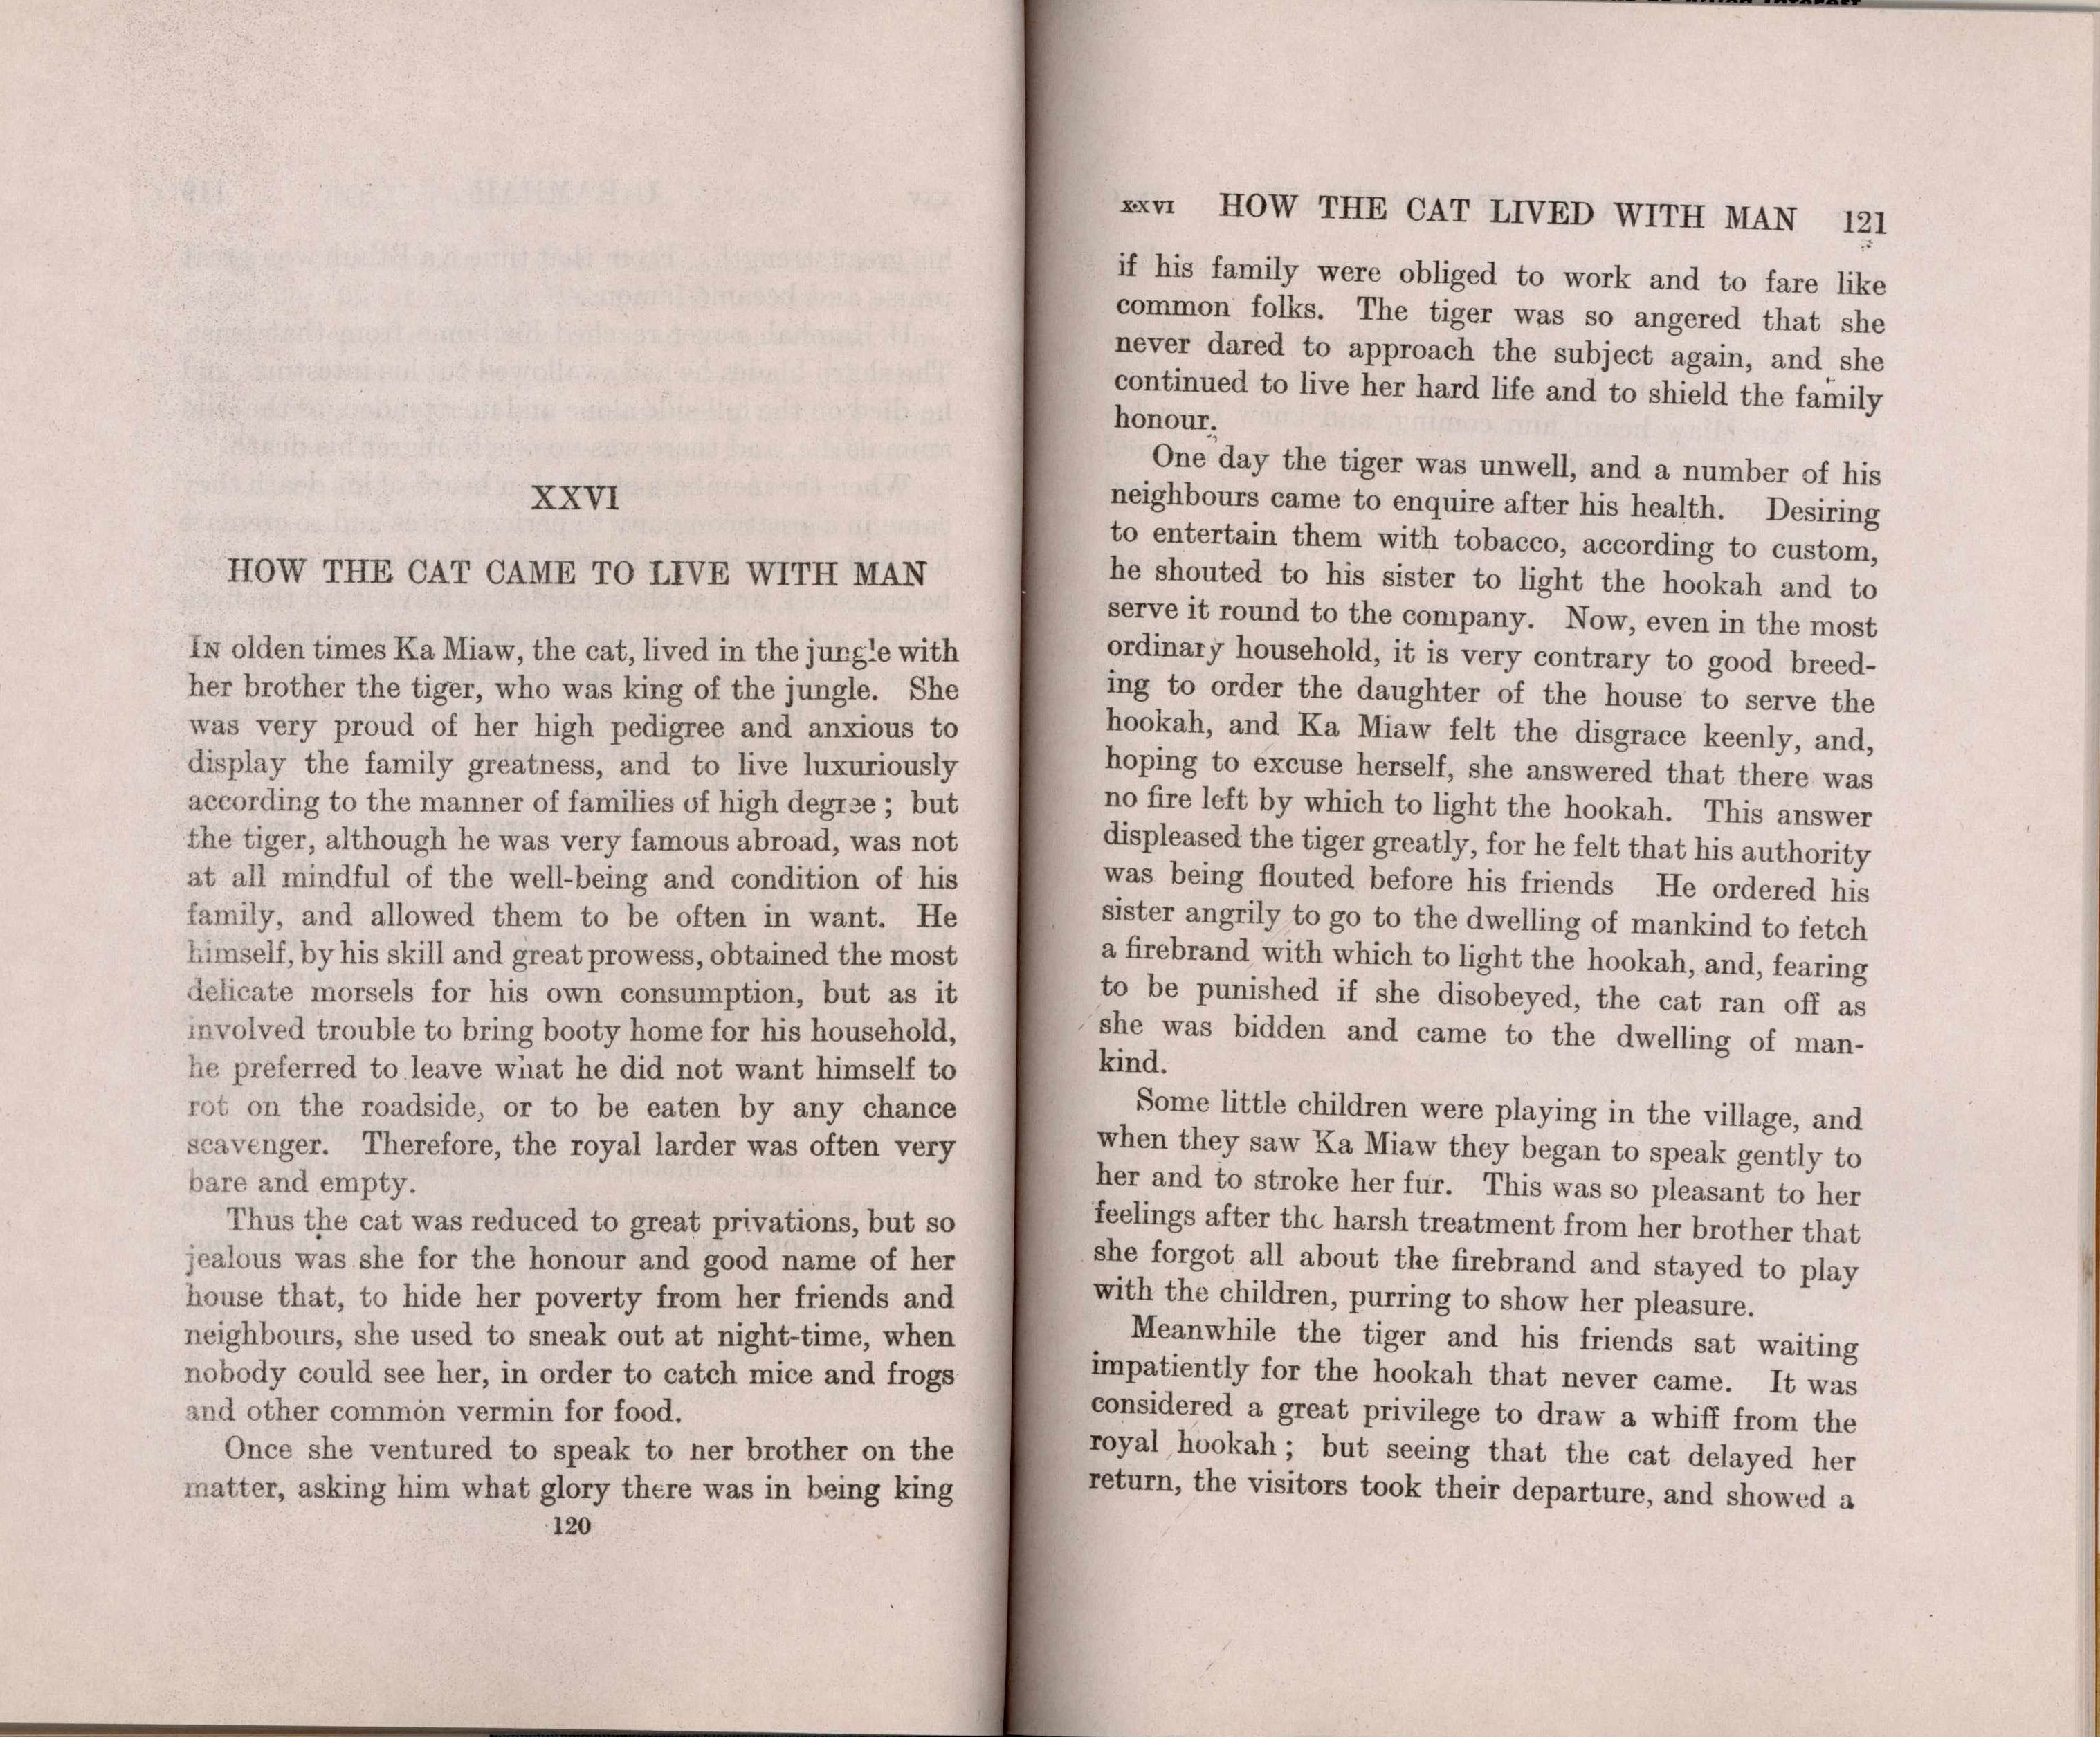 XXVI
HOW THE CAT CAME TO LIVE WITH MAN
In olden times Ka Miaw, the cat, lived in the jungle with
her brother the tiger, who was king of the jungle. She
was very proud of her high pedigree and anxious to
display the family greatness, and to live luxuriously
according to the manner of families of high degree; but
the tiger, although he was very famous abroad, was not
at all mindful of the well-being and condition of his
family, and allowed them to be often in want. He
himself, by his skill and great prowess, obtained the most
delicate morsels for his own consumption, but as it
involved trouble to bring booty home for his household,
he preferred to leave what he did not want himself to
rot on the roadside, or to be eaten by any chance
scavenger. Therefore, the royal larder was often very
bare and empty.
Thus the cat was reduced to great privations, but so
jealous was she for the honour and good name of her
house that, to hide her poverty from her friends and
neighbours, she used to sneak out at night-time, when
nobody could see her, in order to catch mice and frogs
and other common vermin for food.
Once she ventured to speak to her brother on the
matter, asking him what glory there was in being king
120
XXVI HOW THE CAT LIVED WITH MAN 121
if his family were obliged to work and to fare like
common folks. The tiger was so angered that she
never dared to approach the subject again, and she
continued to live her hard life and to shield the family
honour.
One day the tiger was unwell, and a number of his
neighbours came to enquire after his health. Desiring
to entertain them with tobacco, according to custom,
he shouted to his sister to light the hookah and to
serve it round to the company. Now, even in the most
ordinary household, it is very contrary to good breed-
ing to order the daughter of the house to serve the
hookah, and Ka Miaw felt the disgrace keenly, and,
hoping to excuse herself, she answered that there was
no fire left by which to light the hookah. This answer
displeased the tiger greatly, for he felt that his authority
was being flouted before his friends He ordered his
sister angrily to go to the dwelling of mankind to fetch
a firebrand with which to light the hookah, and, fearing
to be punished if she disobeyed, the cat ran off as
she was bidden and came to the dwelling of man-
kind.
Some little children were playing in the village, and
when they saw Ka Miaw they began to speak gently to
her and to stroke her fur. This was so pleasant to her
feelings after the harsh treatment from her brother that
she forgot all about the firebrand and stayed to play
with the children, purring to show her pleasure.
Meanwhile the tiger and his friends sat waiting
impatiently for the hookah that never came. It was
considered a great privilege to draw a whiff from the
royal hookah; but seeing that the cat delayed her
return, the visitors took their departure, and showed a